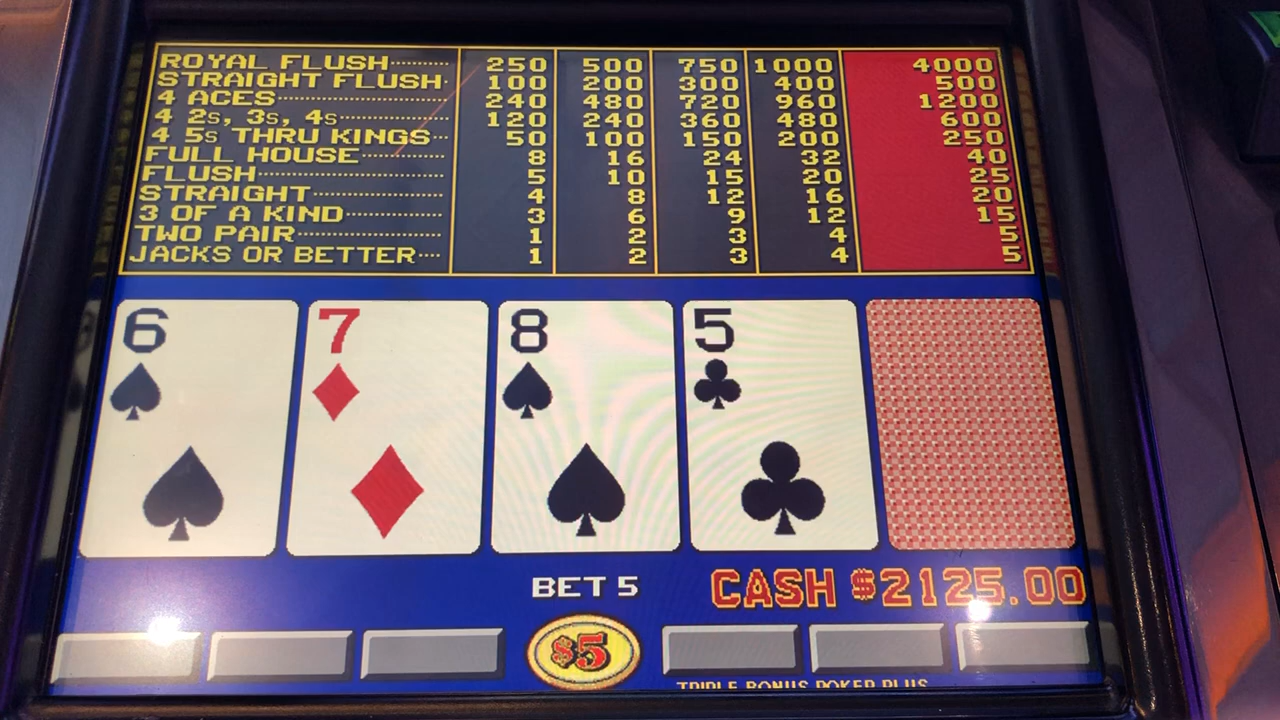 ROYAL FLUSH 250 500 750 1000 4000
STRAIGHT FLUSH 100 200 300 400 500
4 ACES 240 480 720 960 1200
4 2s, 3s, 4s 120 240 360 480 600
4 5s THRU KINGS 50 100 150 200 250
FULL HOUSE 8 16 24 32 40
FLUSH 5 10 15 20 25
STRAIGHT 4 8 12 16 20
3 OF A KIND 3 6 9 12 15
TWO PAIR 1 2 3 4 5
JACKS OR BETTER 1 2 3 4 5
6 7 8 5
BET 5 CASH $2125.00
$5
TRIPLE BONUS POKER PLUS